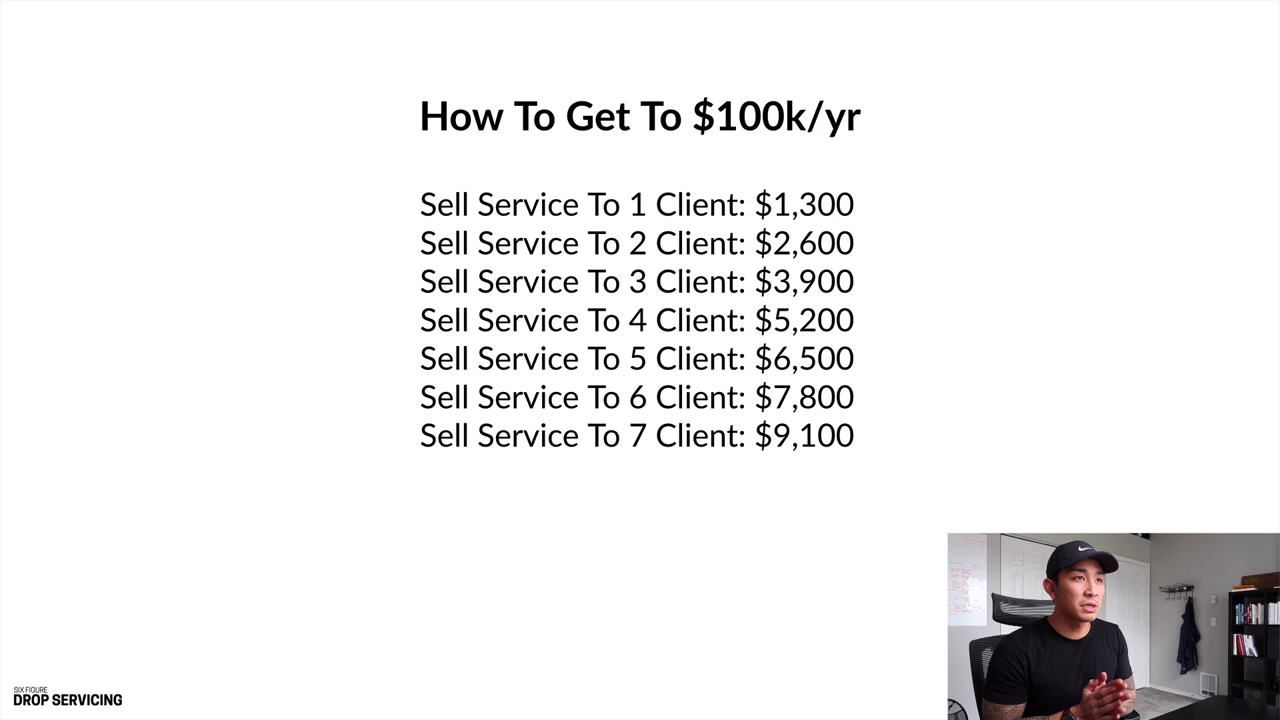 How To Get To $100k/yr
Sell Service To 1 Client: $1,300
Sell Service To 2 Client: $2,600
Sell Service To 3 Client: $3,900
Sell Service To 4 Client: $5,200
Sell Service To 5 Client: $6,500
Sell Service To 6 Client: $7,800
Sell Service To 7 Client: $9,100
SIX FIGURE
DROP SERVICING